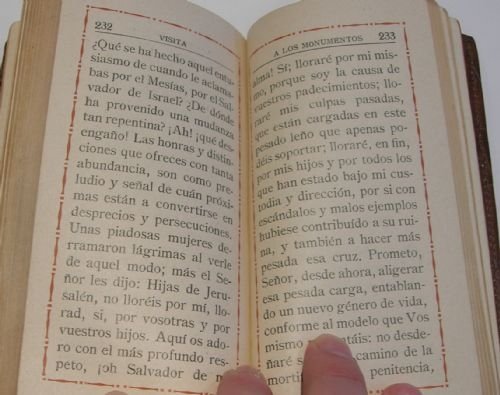 232
VISITA
¿Qué se ha hecho aquel entu-
siasmo de cuando le aclama-
bas por el Mesías, por el Sal-
vador de Israel? ¿De dónde
ha provenido una mudanza
tan repentina? ¡Ah! ¡qué des-
engaño! Las honras y distin-
ciones que ofreces con tanta
abundancia, son como pre-
ludio y señal de cuán próxi-
mas están a convertirse en
desprecios y persecuciones.
Unas piadosas mujeres de-
rramaron lágrimas al verle
de aquel modo; más el Se-
ñor les dijo: Hijas de Jeru-
salén, no lloréis por mí, llo-
rad, sí, por vosotras y por
vuestros hijos. Aquí os ado-
ro con el más profundo res-
peto, ¡oh Salvador de
A LOS MONUMENTOS
233
alma! Sí; lloraré por mi mis-
mo, porque soy la causa de
vuestros padecimientos; llo-
raré mis culpas pasadas,
que están cargadas en este
pesado leño que apenas po-
déis soportar; lloraré, en fin,
por mis hijos y por todos los
que han estado bajo mi cus-
todia y dirección, por si con
escándalos y malos ejemplos
hubiese contribuído a su rui-
na, y también a hacer más
pesada esa cruz. Prometo,
Señor, desde ahora, aligerar
esa pesada carga, entablan-
do un nuevo género de vida,
conforme al modelo que Vos
mismo no desde-
ñaré camino de la
penitencia,